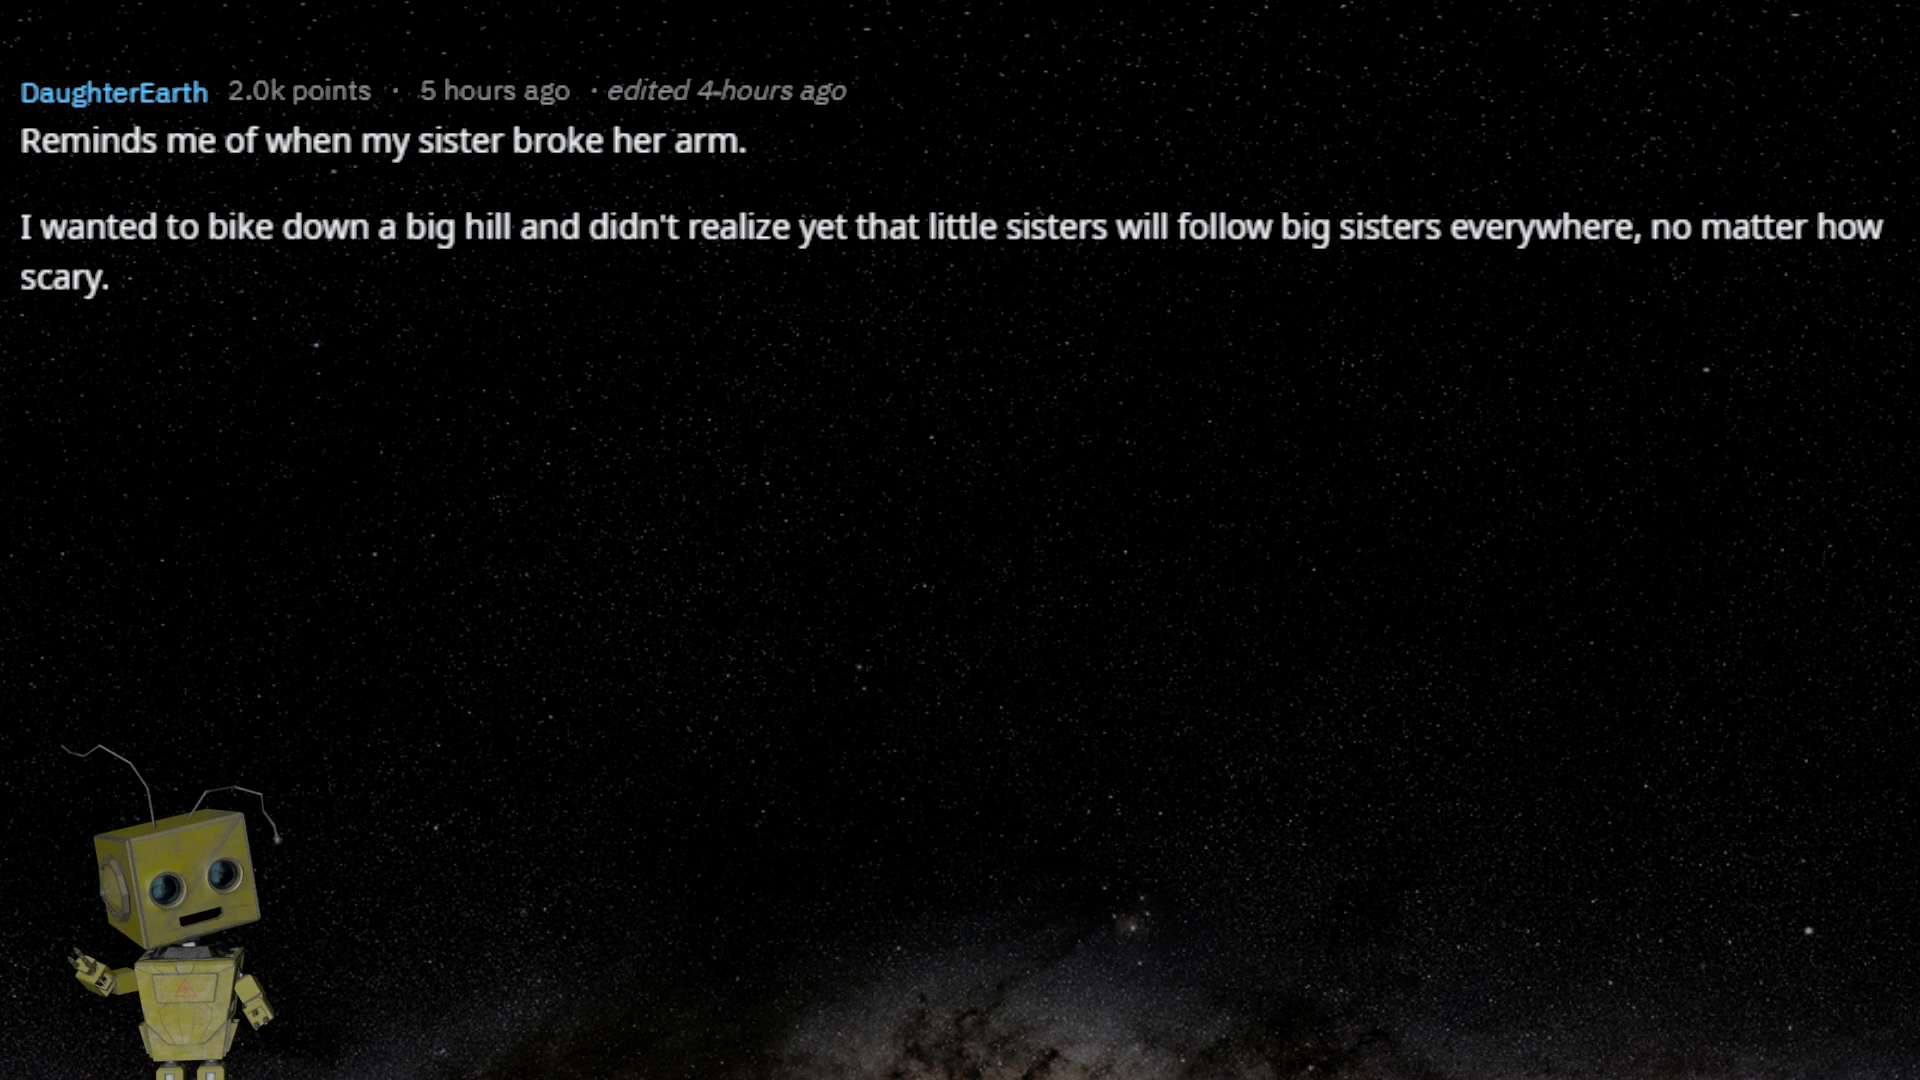 DaughterEarth 2.0k points · 5 hours ago · edited 4-hours ago
Reminds me of when my sister broke her arm.
I wanted to bike down a big hill and didn't realize yet that little sisters will follow big sisters everywhere, no matter how
scary.